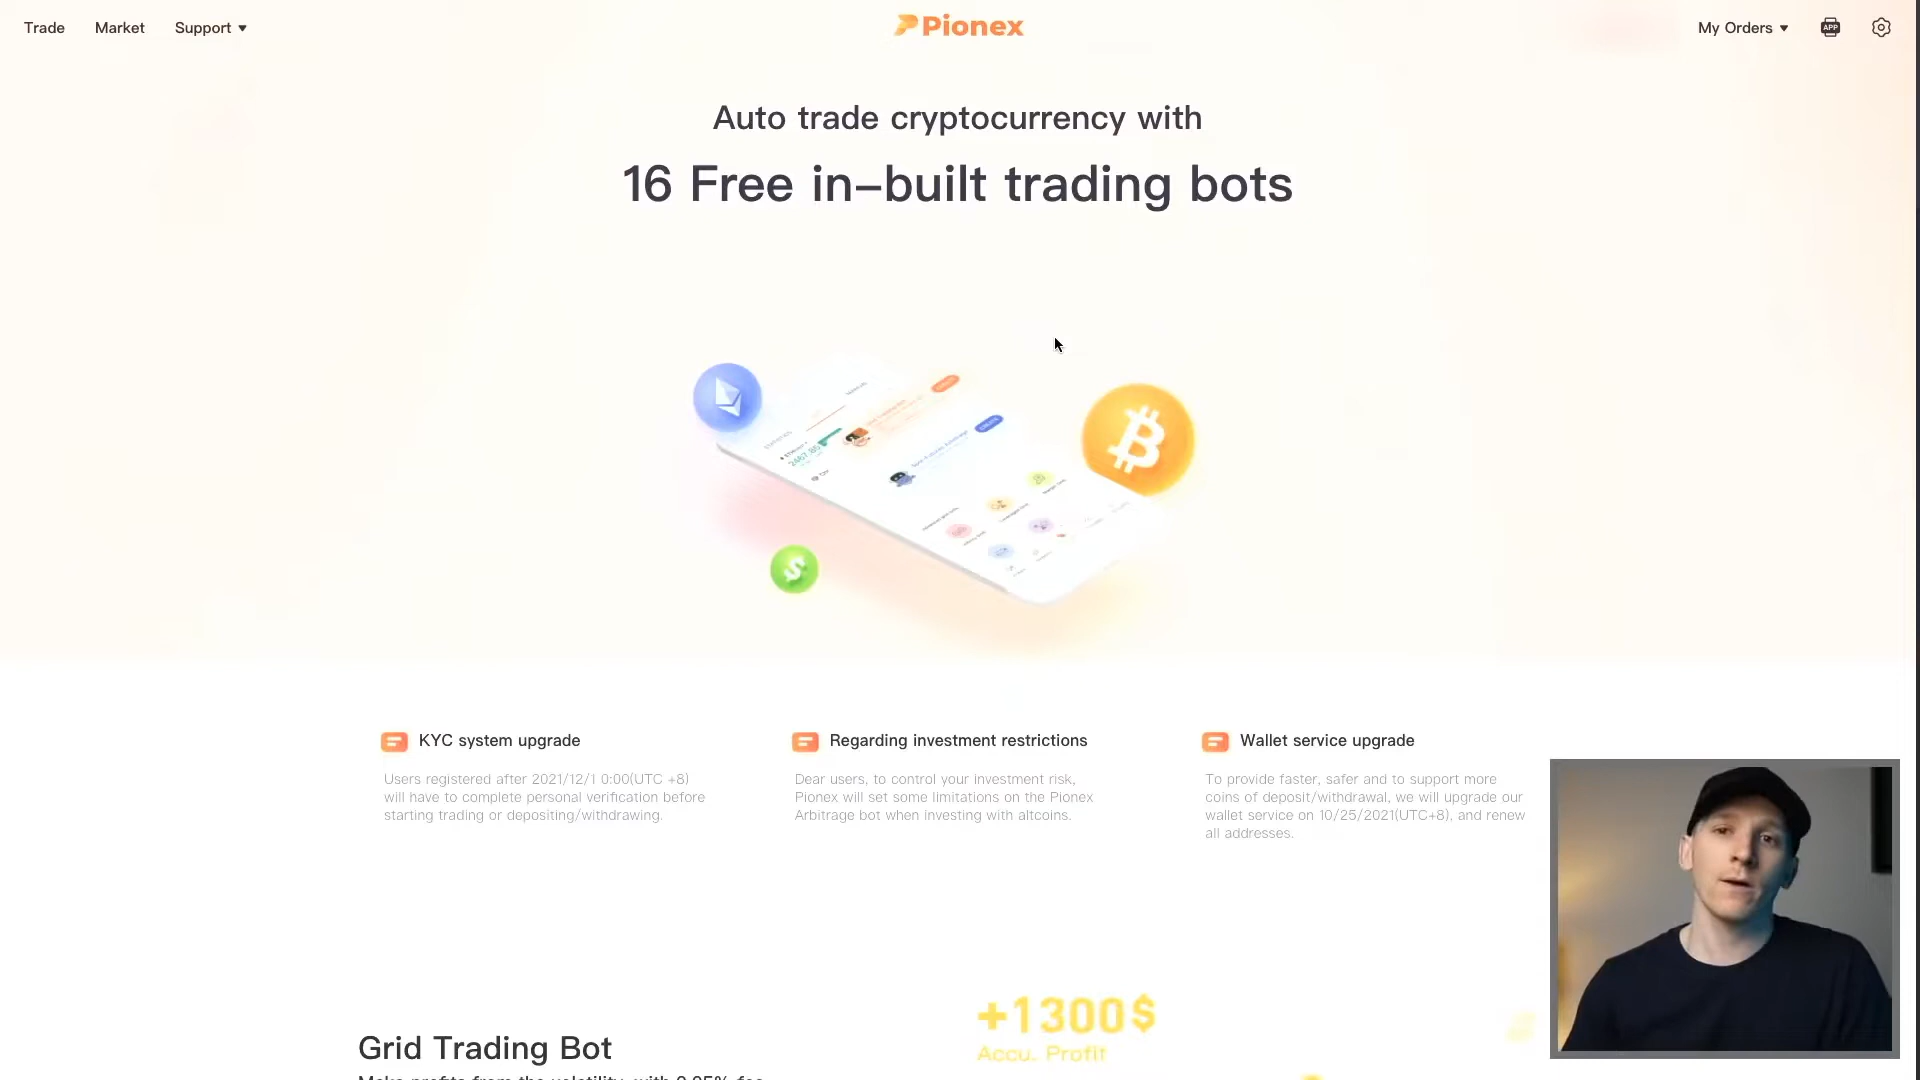 Trade
Market
Support
Pionex
My Orders
APP
Auto trade cryptocurrency with
16 Free in-built trading bots
KYC system upgrade
Users registered after 2021/12/1 0:00(UTC +8)
will have to complete personal verification before
starting trading or depositing/withdrawing.
Regarding investment restrictions
Dear users, to control your investment risk,
Pionex will set some limitations on the Pionex
Arbitrage bot when investing with altcoins.
Wallet service upgrade
To provide faster, safer and to support more
coins of deposit/withdrawal, we will upgrade our
wallet service on 10/25/2021(UTC+8), and renew
all addresses.
+1300$
Accu. Profit
Grid Trading Bot